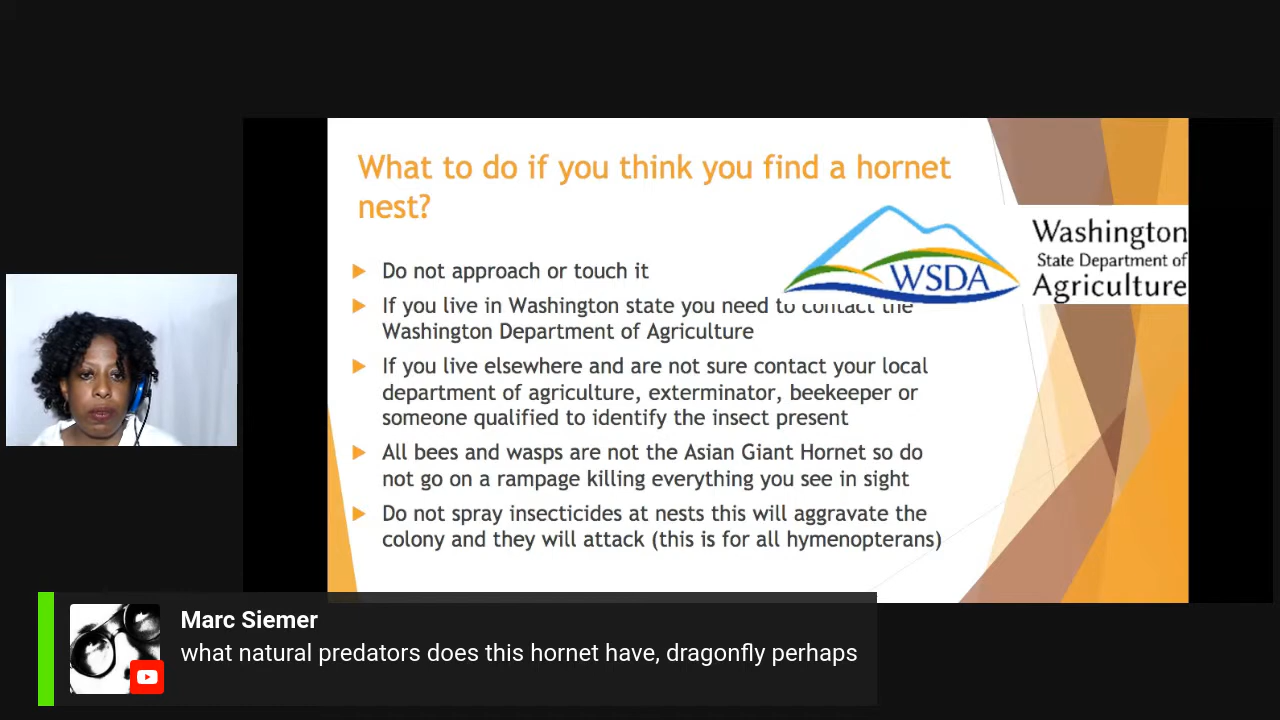 What to do if you think you find a hornet
nest?
WSDA
Washington
State Department of
Agriculture
Do not approach or touch it
If you live in Washington state you need to contact the
Washington Department of Agriculture
If you live elsewhere and are not sure contact your local
department of agriculture, exterminator, beekeeper or
someone qualified to identify the insect present
All bees and wasps are not the Asian Giant Hornet so do
not go on a rampage killing everything you see in sight
Do not spray insecticides at nests this will aggravate the
colony and they will attack (this is for all hymenopterans)
Marc Siemer
what natural predators does this hornet have, dragonfly perhaps